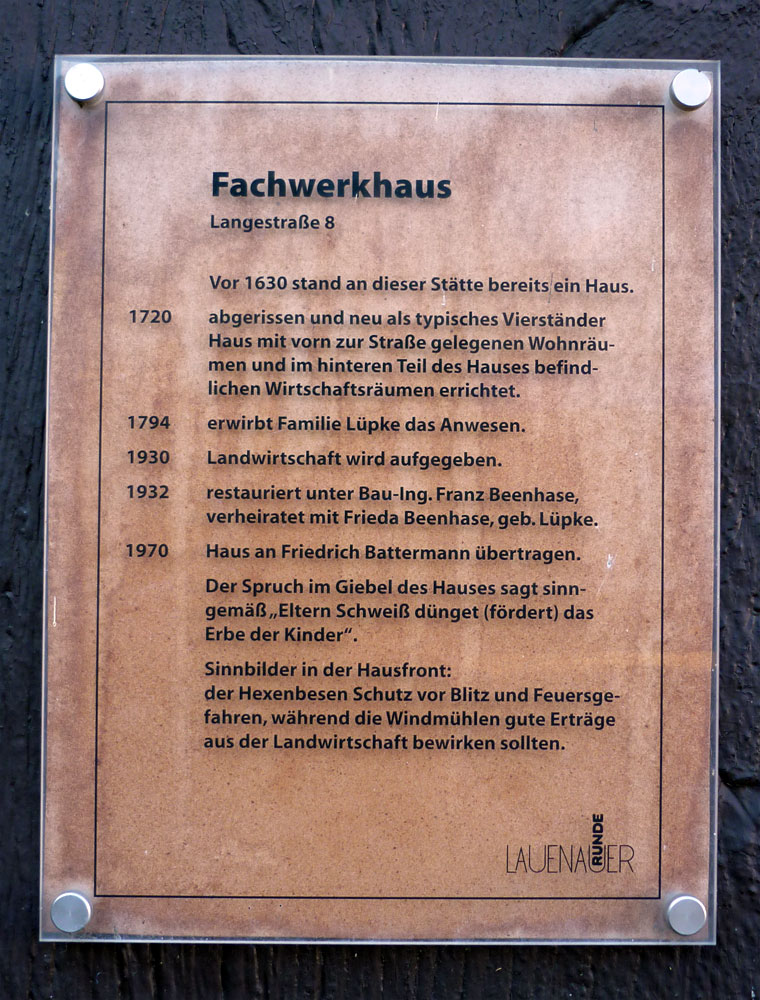 Fachwerkhaus
Langestraße 8
Vor 1630 stand an dieser Stätte bereits ein Haus.
1720 abgerissen und neu als typisches Vierständer
Haus mit vorn zur Straße gelegenen Wohnräu-
men und im hinteren Teil des Hauses befind-
lichen Wirtschaftsräumen errichtet.
1794 erwirbt Familie Lüpke das Anwesen.
1930 Landwirtschaft wird aufgegeben.
1932 restauriert unter Bau-Ing. Franz Beenhase,
verheiratet mit Frieda Beenhase, geb. Lüpke.
1970 Haus an Friedrich Battermann übertragen.
Der Spruch im Giebel des Hauses sagt sinn-
gemäß „Eltern Schweiß dünget (fördert) das
Erbe der Kinder“.
Sinnbilder in der Hausfront:
der Hexenbesen Schutz vor Blitz und Feuersge-
fahren, während die Windmühlen gute Erträge
aus der Landwirtschaft bewirken sollten.
LAUENAUER
RUNDE